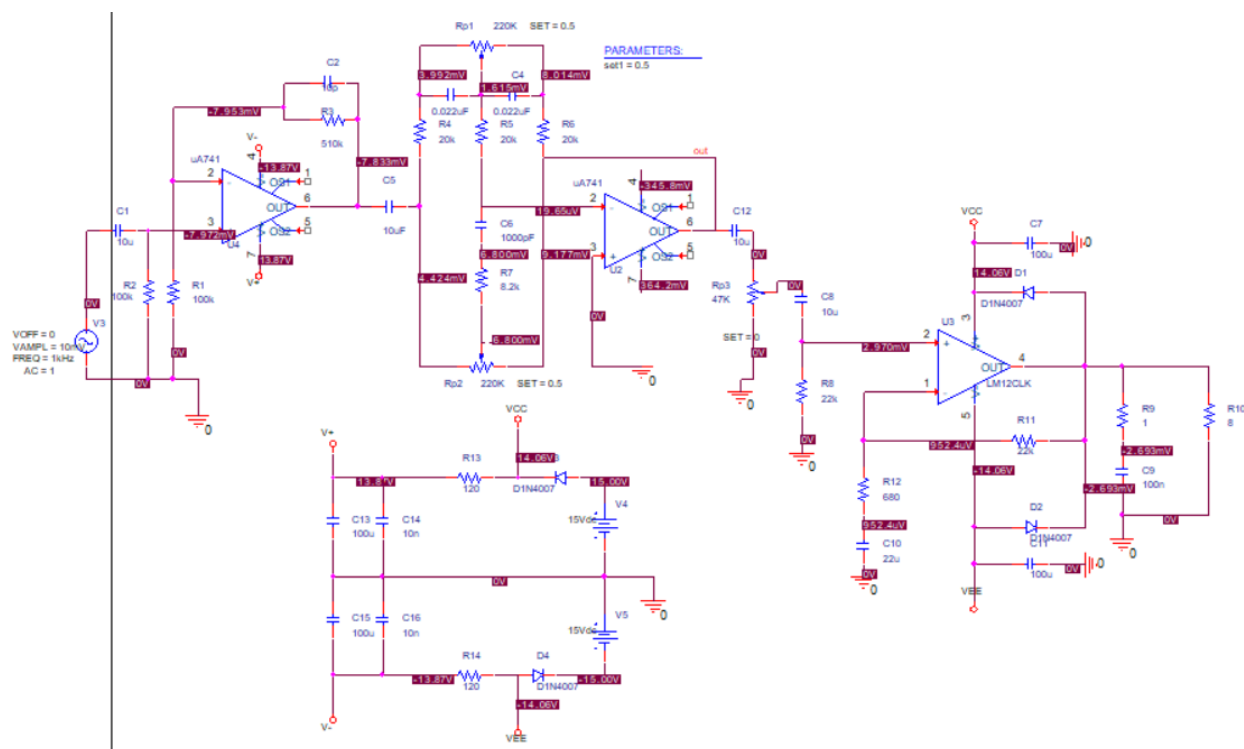 Rp1 220K SET = 0.5
PARAMETERS:
set1 = 0.5
C2
10p
R3
510k
-7.953mV
3.992mV
1.615mV
8.014mV
C4
0.022uF
0.022uF
R4
20k
R5
20k
R6
20k
V-
4
-13.87V
uA741
2
-
OS1
1
OUT
6
OS2
5
3
U4
7
13.87V
V+
-7.833mV
-7.972mV
C5
10uF
C1
10u
R2
100k
R1
100k
0V
V3
VOFF = 0
VAMPL = 10mV
FREQ = 1kHz
AC = 1
0V
0V
0
out
uA741
4
-345.8mV
2
-
OS1
1
19.65uV
OUT
6
OS2
5
3
+
U2
7
364.2mV
9.177mV
C6
1000pF
6.800mV
R7
8.2k
4.424mV
-6.800mV
Rp2 220K SET = 0.5
0V
0
C12
10u
0V
Rp3
47K
0V
SET = 0
0V
0
C8
10u
2.970mV
R8
22k
0V
0
VCC
C7
100u
0V
0
14.06V
D1
D1N4007
U3
3
2
+
1
-
OUT
4
LM12CLK
5
R11
22k
952.4uV
-14.06V
R12
680
952.4uV
C10
22u
0V
0
D2
D1N4007
C11
100u
0V
0
VEE
R9
1
-2.693mV
C9
100n
-2.693mV
0V
0
R10
8
V+
VCC
14.06V
13.87V
R13
120
D1N4007
15.00V
V4
15Vdc
C13
100u
C14
10n
0V
0
C15
100u
C16
10n
V5
15Vdc
R14
120
D4
D1N4007
-13.87V
-15.00V
-14.06V
V-
VEE